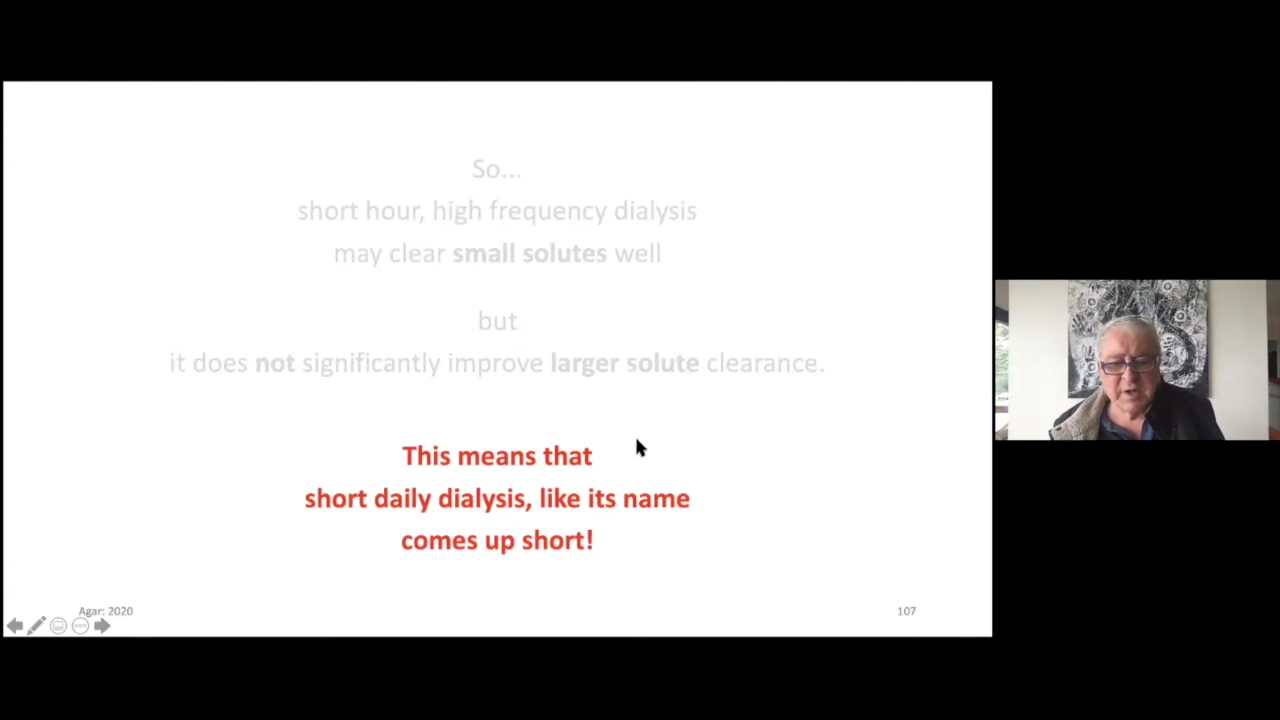 So...
short hour, high frequency dialysis
may clear small solutes well
but
it does not significantly improve larger solute clearance.
This means that
short daily dialysis, like its name
comes up short!
Agar: 2020
107